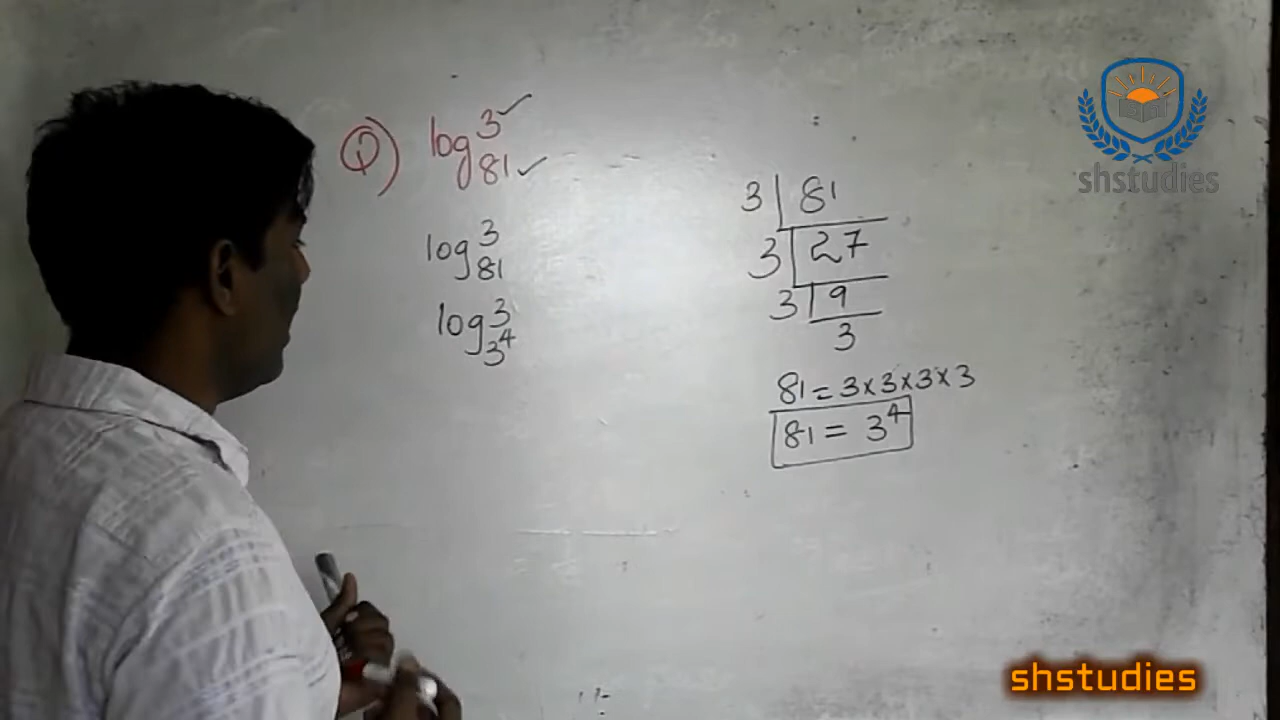 Q) log 3
81
log 3
81
log 3
3⁴
3 81
3 27
3 9
3
81 = 3×3×3×3
81 = 3⁴
shstudies
shstudies